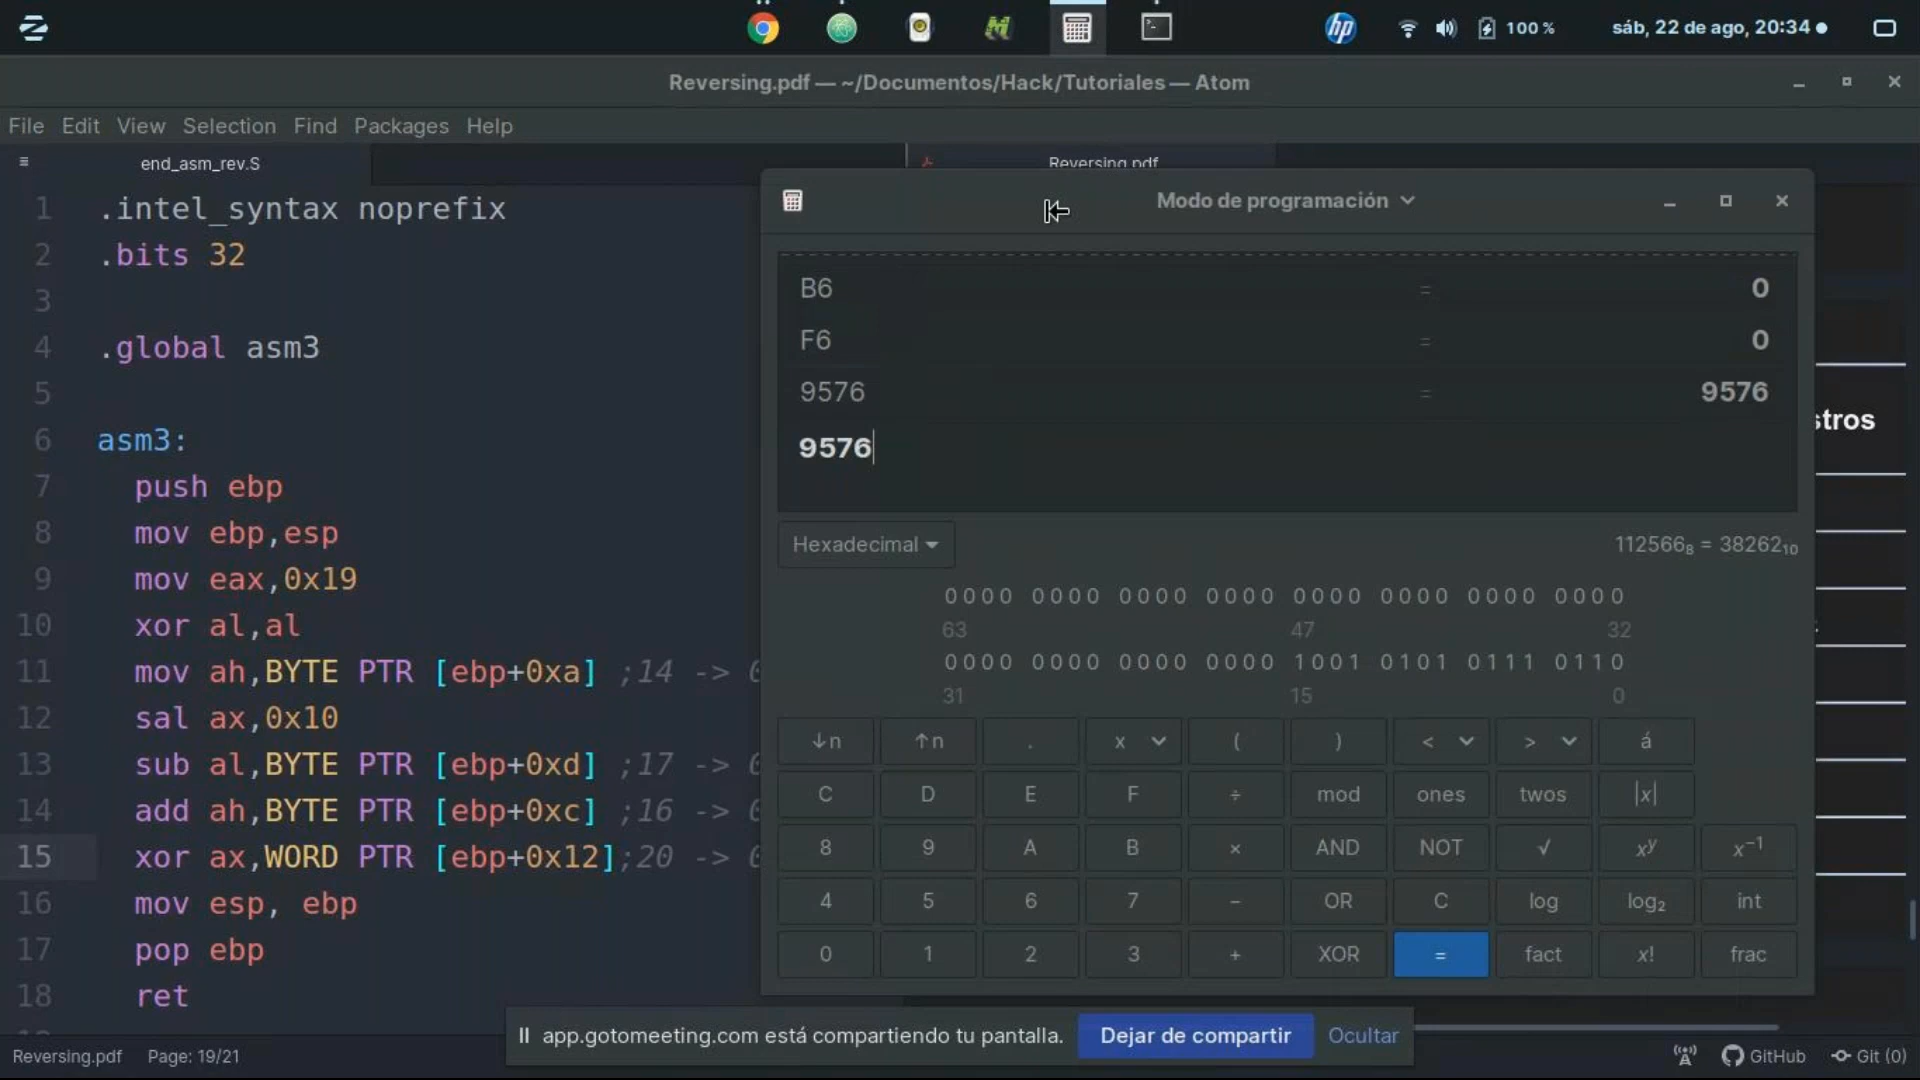 100 %
sáb, 22 de ago, 20:34
Reversing.pdf — ~/Documentos/Hack/Tutoriales — Atom
File Edit View Selection Find Packages Help
end_asm_rev.S
Reversing.pdf
1 .intel_syntax noprefix
2 .bits 32
3
4 .global asm3
5
6 asm3:
7 push ebp
8 mov ebp,esp
9 mov eax,0x19
10 xor al,al
11 mov ah,BYTE PTR [ebp+0xa] ;14 ->
12 sal ax,0x10
13 sub al,BYTE PTR [ebp+0xd] ;17 ->
14 add ah,BYTE PTR [ebp+0xc] ;16 ->
15 xor ax,WORD PTR [ebp+0x12];20 ->
16 mov esp, ebp
17 pop ebp
18 ret
Modo de programación
B6 = 0
F6 = 0
9576 = 9576
9576
Hexadecimal
112566₈ = 38262₁₀
0000 0000 0000 0000 0000 0000 0000 0000
63 47 32
0000 0000 0000 0000 1001 0101 0111 0110
31 15 0
↓n ↑n . x ( ) < > á
C D E F ÷ mod ones twos |x|
8 9 A B × AND NOT √ xʸ x⁻¹
4 5 6 7 − OR C log log₂ int
0 1 2 3 + XOR = fact x! frac
stros
app.gotomeeting.com está compartiendo tu pantalla.
Dejar de compartir
Ocultar
Reversing.pdf Page: 19/21
GitHub Git (0)